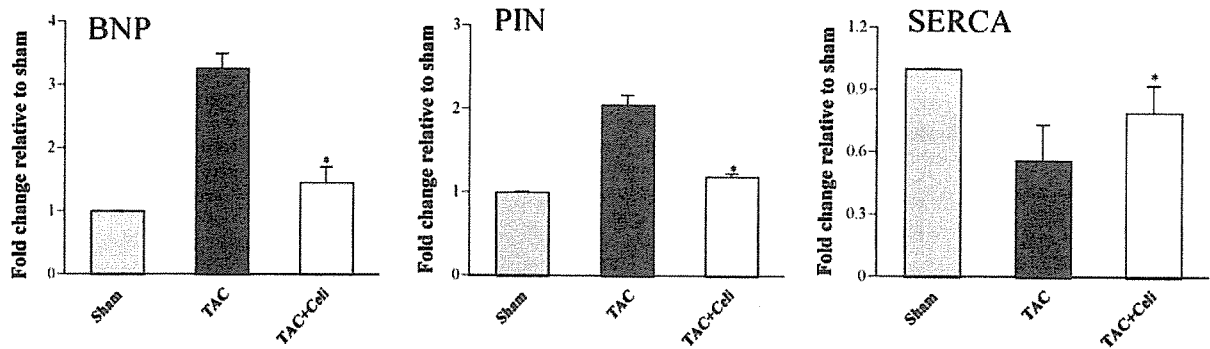 BNP
Fold change relative to sham
4
3
2
1
0
Sham
TAC
TAC+Celi
*
PIN
Fold change relative to sham
3
2
1
0
Sham
TAC
TAC+Celi
*
SERCA
Fold change relative to sham
1.2
0.9
0.6
0.3
0
Sham
TAC
TAC+Celi
*